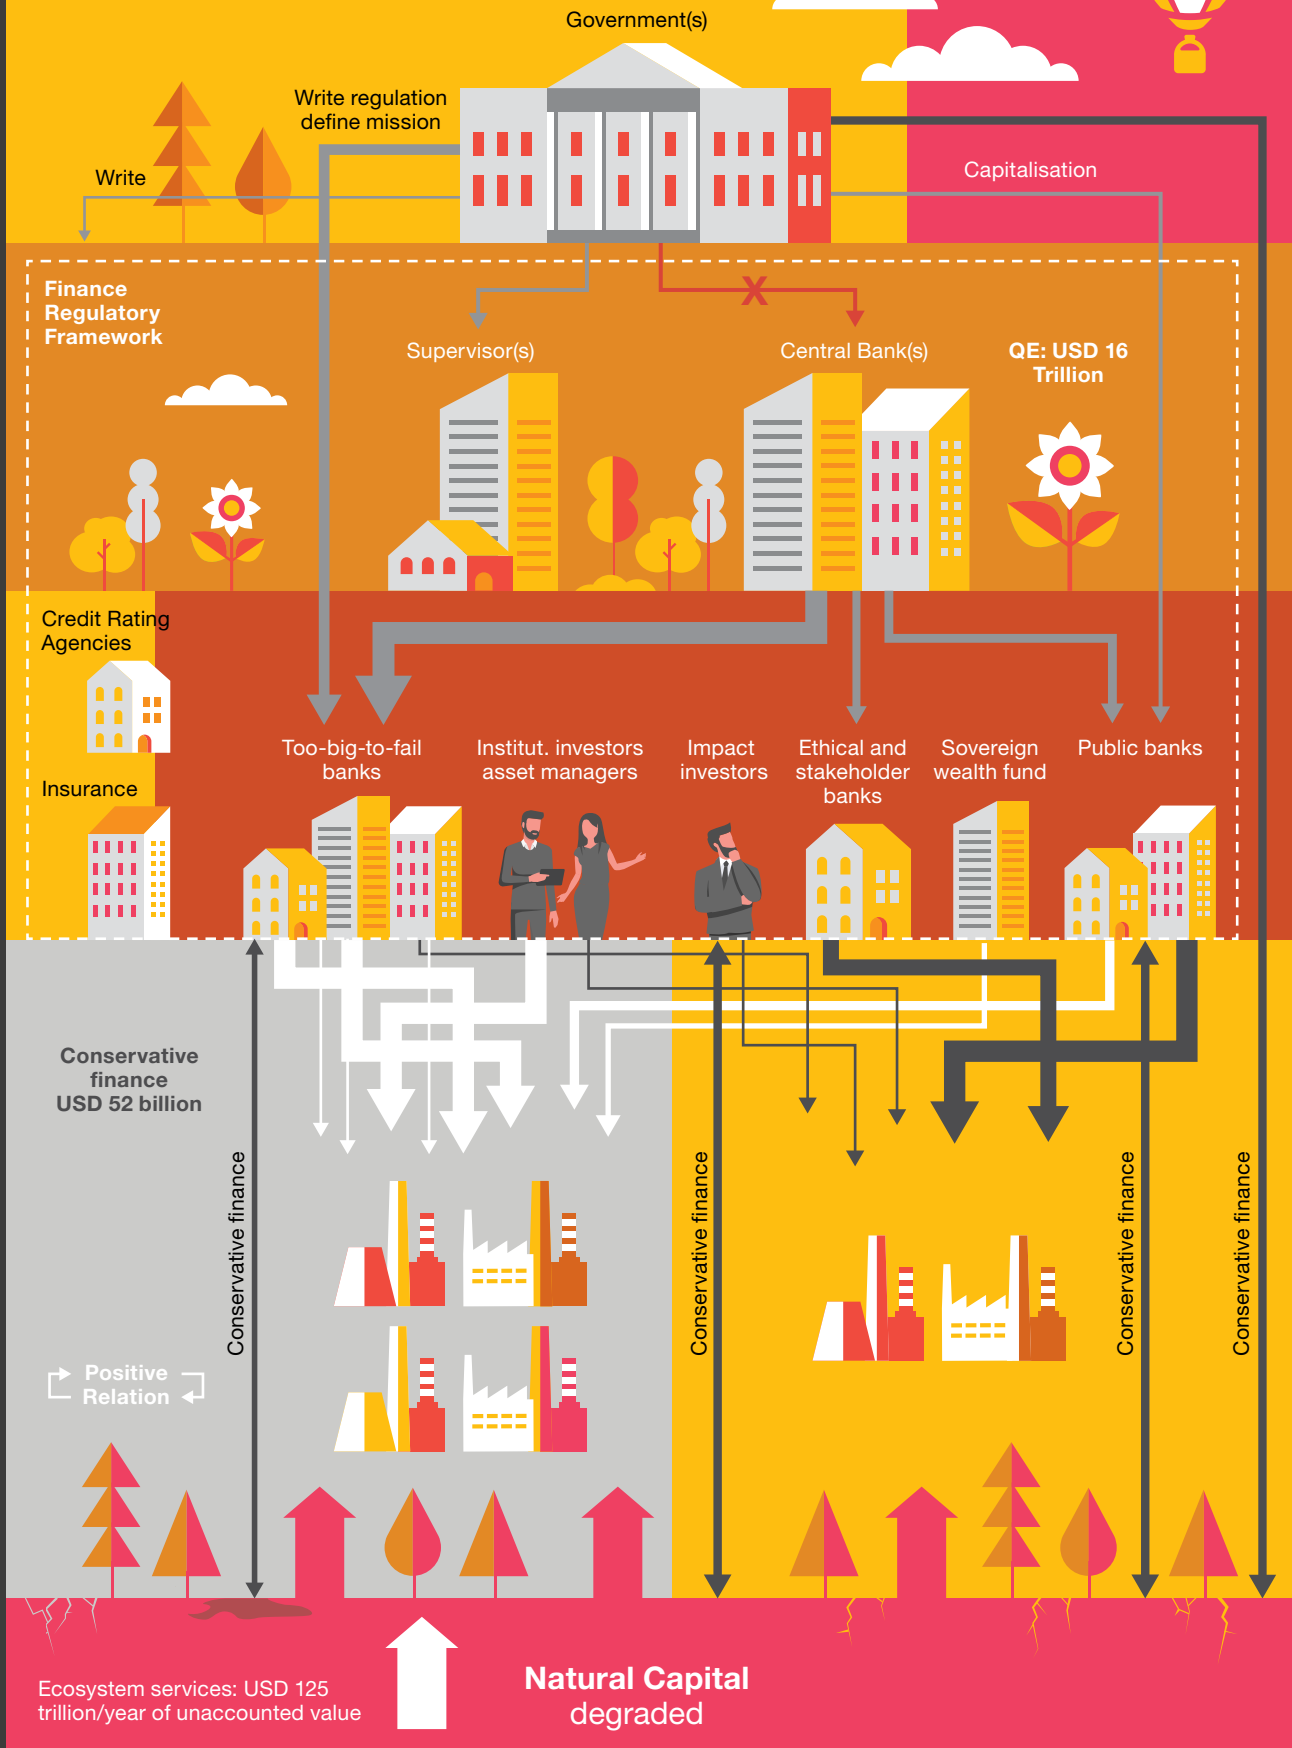 Government(s)
Write regulation
define mission
Write
Capitalisation
Finance
Regulatory
Framework
X
Supervisor(s)
Central Bank(s)
QE: USD 16
Trillion
Credit Rating
Agencies
Insurance
Too-big-to-fail
banks
Institut. investors
asset managers
Impact
investors
Ethical and
stakeholder
banks
Sovereign
wealth fund
Public banks
Conservative
finance
USD 52 billion
Conservative finance
Conservative finance
Conservative finance
Conservative finance
Positive
Relation
Ecosystem services: USD 125
trillion/year of unaccounted value
Natural Capital
degraded